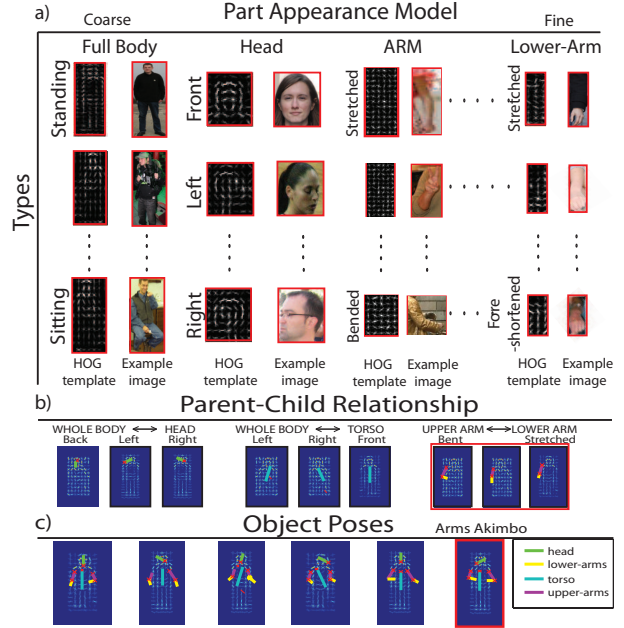 a) Part Appearance Model
Coarse Fine
Full Body Head ARM Lower-Arm
Types
Standing Front Stretched Stretched
Left
Sitting Right Bended Fore -shortened
HOG template Example image HOG template Example image HOG template Example image HOG template Example image
b) Parent-Child Relationship
WHOLE BODY ↔ HEAD WHOLE BODY ↔ TORSO UPPER ARM ↔ LOWER ARM
Back Left Right Left Right Front Bent Stretched
c) Object Poses
Arms Akimbo
head
lower-arms
torso
upper-arms